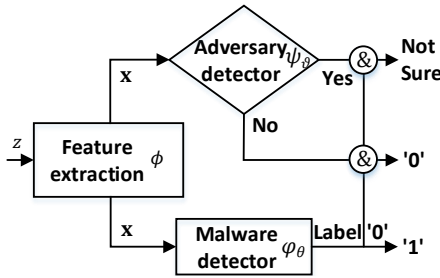 Adversary ψ_ϑ
detector
& Not
Yes Sure
x
No
z
Feature
extraction ϕ
& '0'
x
Malware
detector φ_θ
Label '0'
'1'